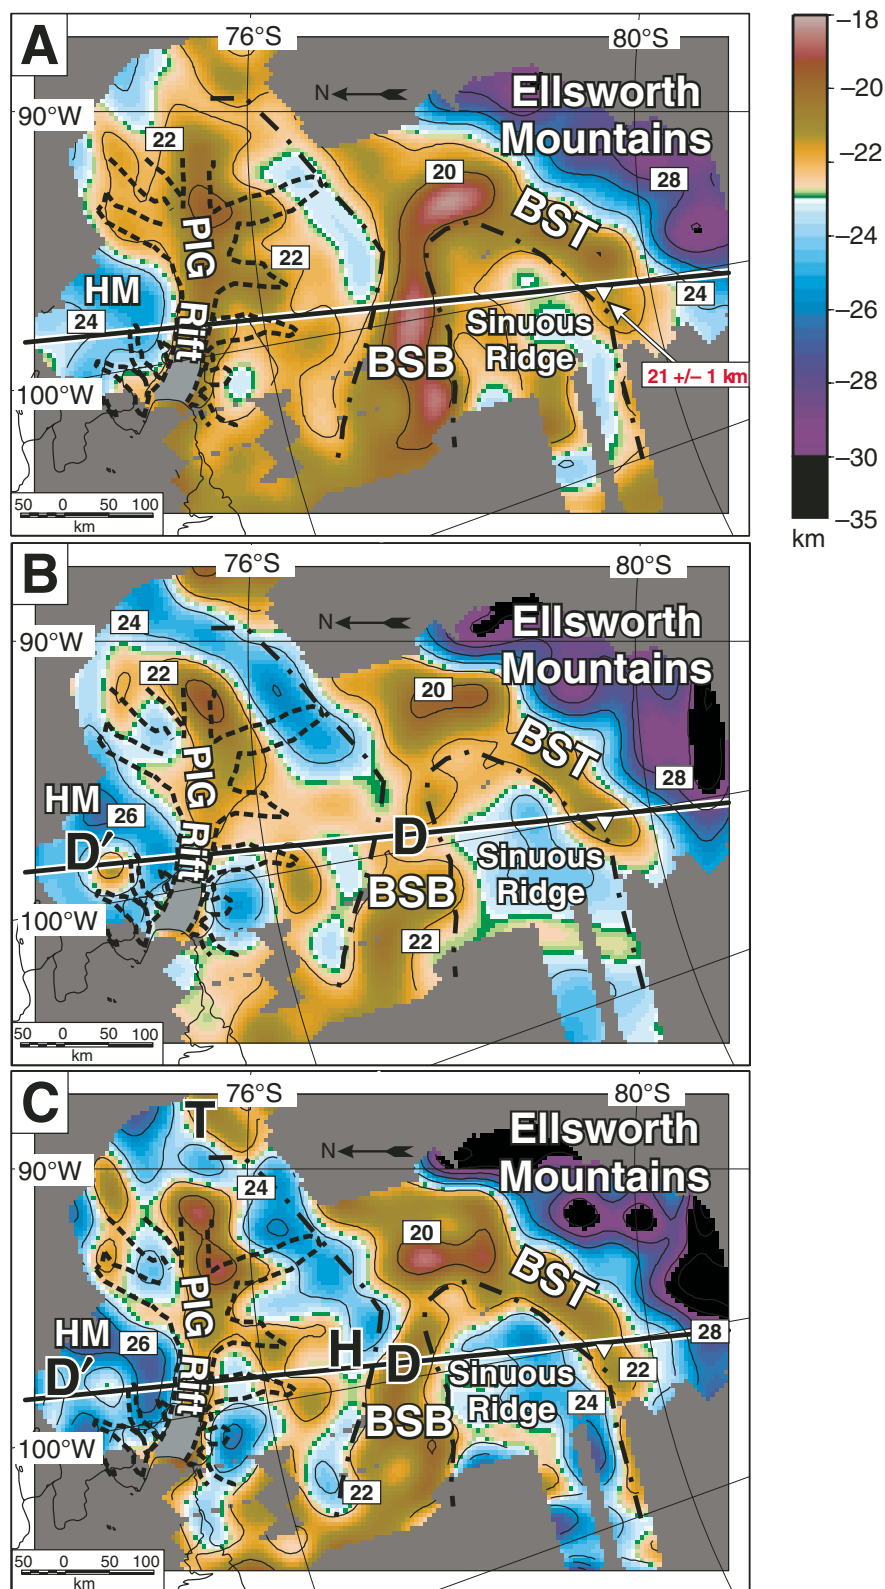 A
76°S
80°S
N
90°W
Ellsworth
Mountains
22
20
28
BST
PIG
Rift
22
HM
24
24
Sinuous
Ridge
BSB
21 +/− 1 km
100°W
50 0 50 100
km
−18
−20
−22
−24
−26
−28
−30
−35
km
B
76°S
80°S
24
N
90°W
Ellsworth
Mountains
22
20
BST
PIG
Rift
HM
26
28
D′
D
Sinuous
Ridge
BSB
100°W
22
50 0 50 100
km
C
76°S
80°S
T
N
90°W
Ellsworth
Mountains
24
20
BST
PIG
Rift
HM
26
28
H
D
D′
22
Sinuous
Ridge
24
BSB
100°W
22
50 0 50 100
km